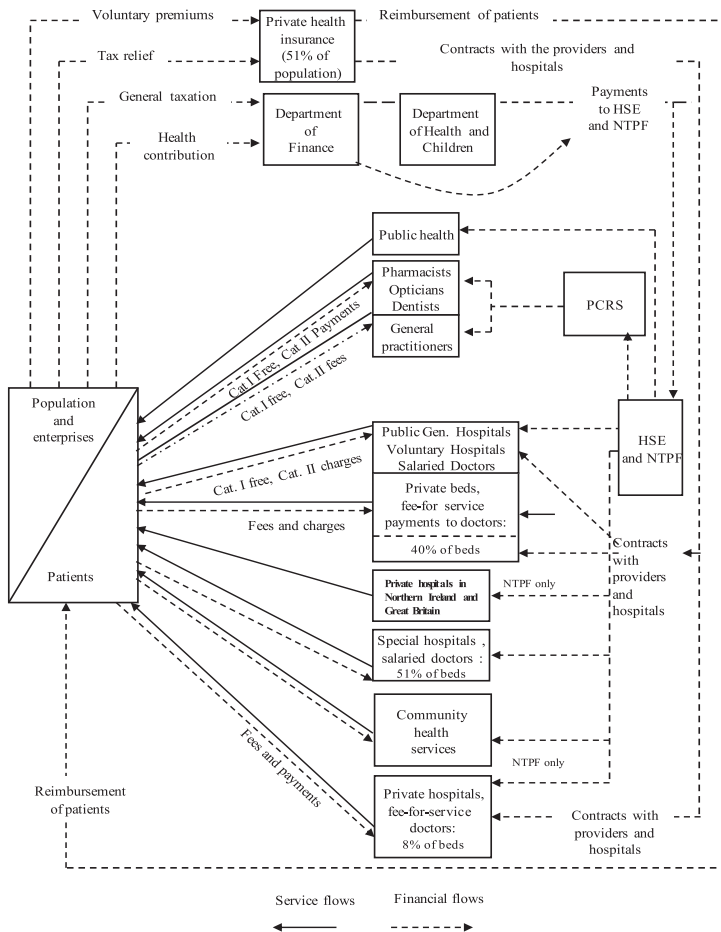 Voluntary premiums
Private health
insurance
(51% of
population)
Reimbursement of patients
Tax relief
Contracts with the providers and
hospitals
General taxation
Department
of
Finance
Department
of Health and
Children
Payments
to HSE
and NTPF
Health
contribution
Public health
Pharmacists
Opticians
Dentists
General
practitioners
PCRS
Cat.I Free, Cat.II Payments
Cat.I free, Cat.II fees
Population
and
enterprises
Patients
HSE
and NTPF
Public Gen. Hospitals
Voluntary Hospitals
Salaried Doctors
Cat. I free, Cat. II charges
Private beds,
fee-for service
payments to doctors:
40% of beds
Fees and charges
Contracts
with
providers
and
hospitals
Private hospitals in
Northern Ireland and
Great Britain
NTPF only
Special hospitals ,
salaried doctors :
51% of beds
Community
health
services
Fees and payments
NTPF only
Private hospitals,
fee-for-service
doctors:
8% of beds
Reimbursement
of patients
Contracts with
providers and
hospitals
Service flows
Financial flows